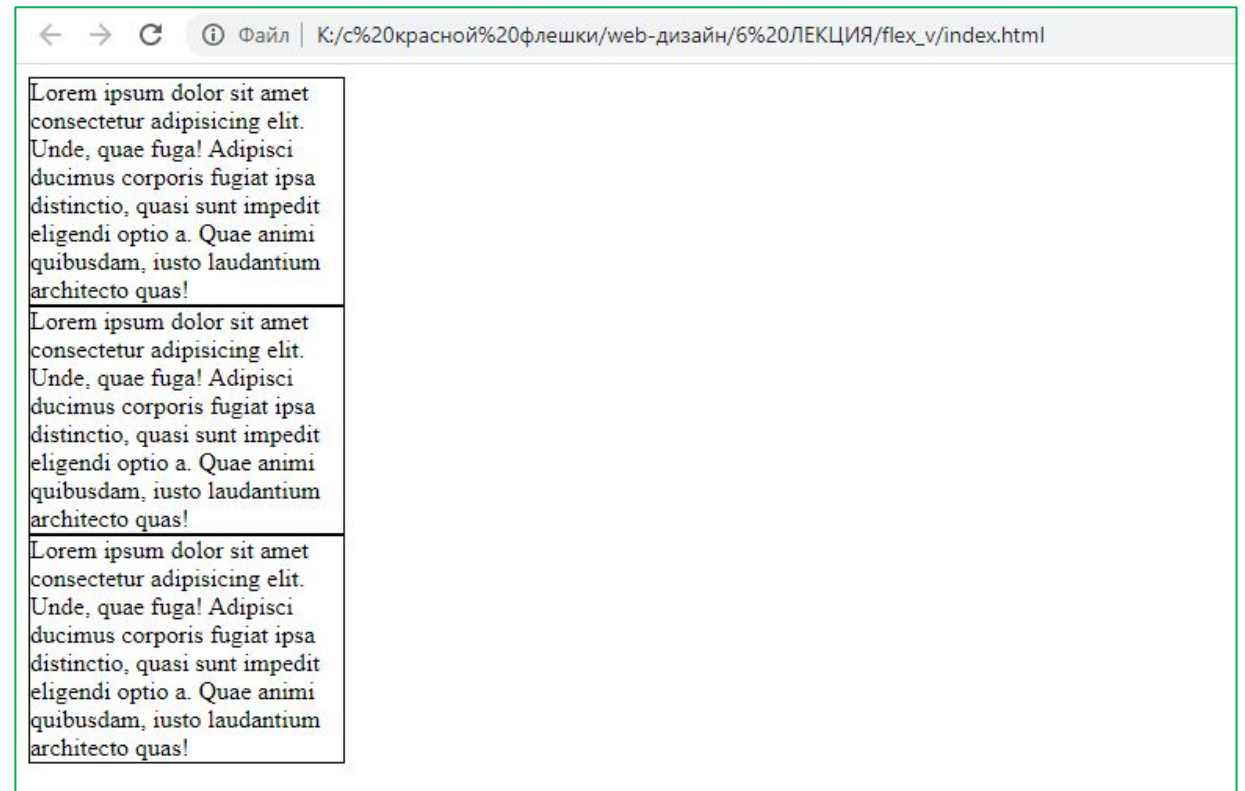 Файл K:/с%20красной%20флешки/web-дизайн/6%20ЛЕКЦИЯ/flex_v/index.html
Lorem ipsum dolor sit amet
consectetur adipisicing elit.
Unde, quae fuga! Adipisci
ducimus corporis fugiat ipsa
distinctio, quasi sunt impedit
eligendi optio a. Quae animi
quibusdam, iusto laudantium
architecto quas!
Lorem ipsum dolor sit amet
consectetur adipisicing elit.
Unde, quae fuga! Adipisci
ducimus corporis fugiat ipsa
distinctio, quasi sunt impedit
eligendi optio a. Quae animi
quibusdam, iusto laudantium
architecto quas!
Lorem ipsum dolor sit amet
consectetur adipisicing elit.
Unde, quae fuga! Adipisci
ducimus corporis fugiat ipsa
distinctio, quasi sunt impedit
eligendi optio a. Quae animi
quibusdam, iusto laudantium
architecto quas!